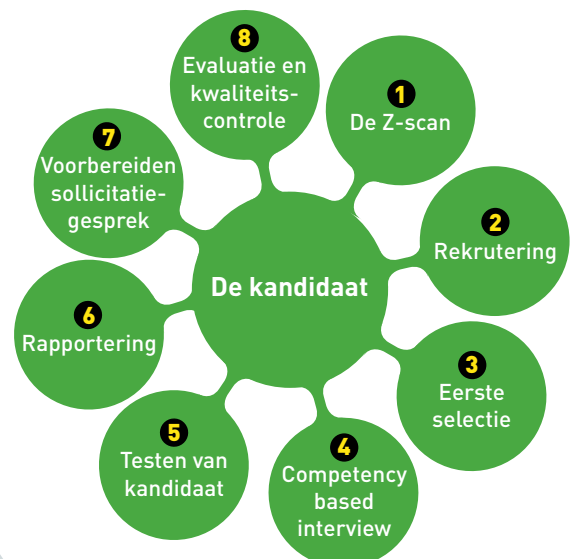 De kandidaat
1
De Z-scan
2
Rekrutering
3
Eerste
selectie
4
Competency
based
interview
5
Testen van
kandidaat
6
Rapportering
7
Voorbereiden
sollicitatie-
gesprek
8
Evaluatie en
kwaliteits-
controle